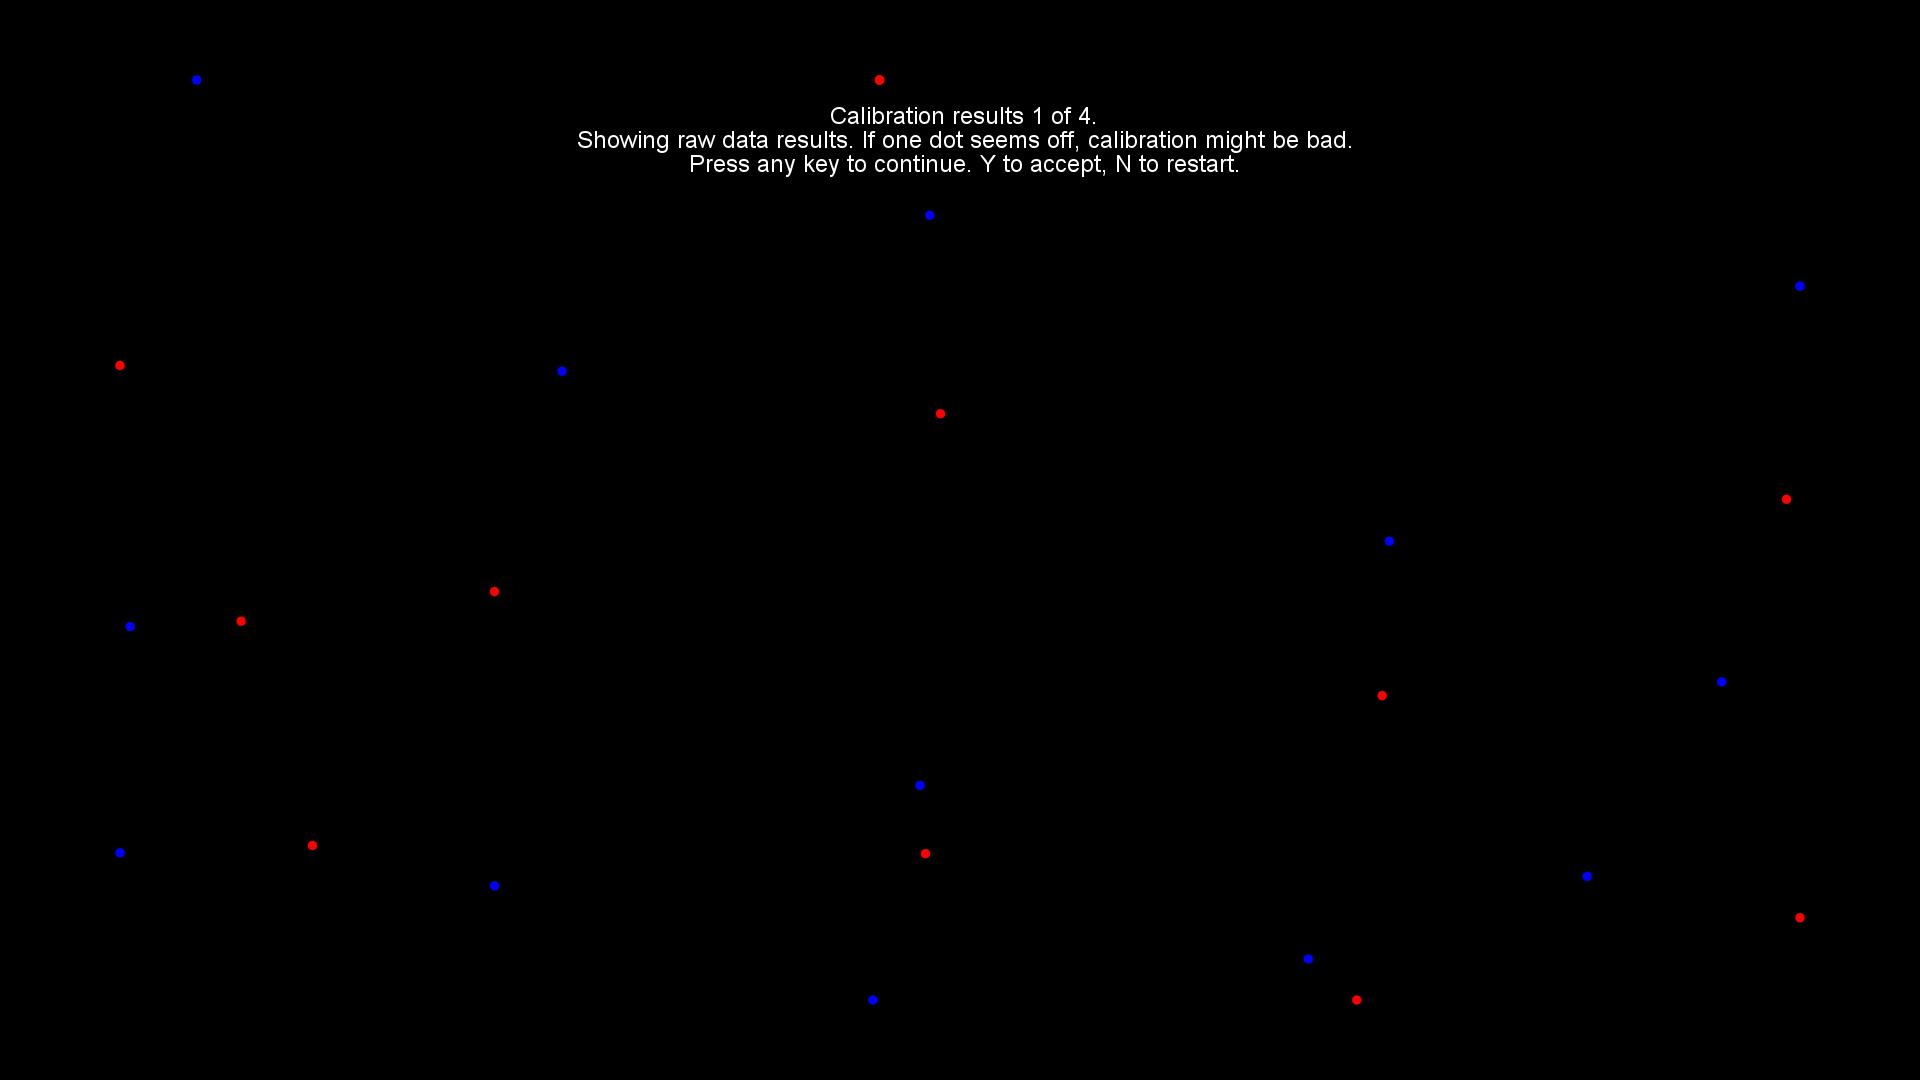 Calibration results 1 of 4.
Showing raw data results. If one dot seems off, calibration might be bad.
Press any key to continue. Y to accept, N to restart.